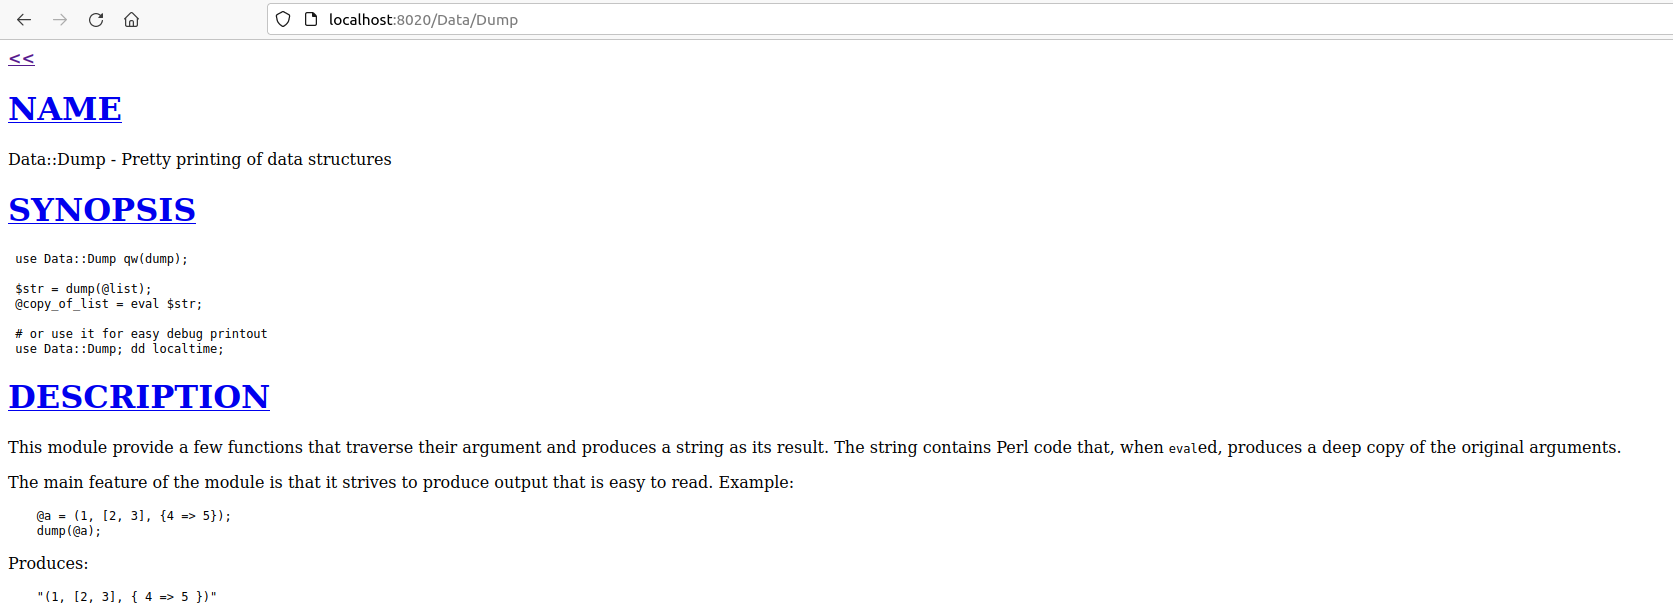 localhost:8020/Data/Dump
<<
NAME
Data::Dump - Pretty printing of data structures
SYNOPSIS
use Data::Dump qw(dump);
$str = dump(@list);
@copy_of_list = eval $str;
# or use it for easy debug printout
use Data::Dump; dd localtime;
DESCRIPTION
This module provide a few functions that traverse their argument and produces a string as its result. The string contains Perl code that, when evaled, produces a deep copy of the original arguments.
The main feature of the module is that it strives to produce output that is easy to read. Example:
@a = (1, [2, 3], {4 => 5});
dump(@a);
Produces:
"(1, [2, 3], { 4 => 5 })"